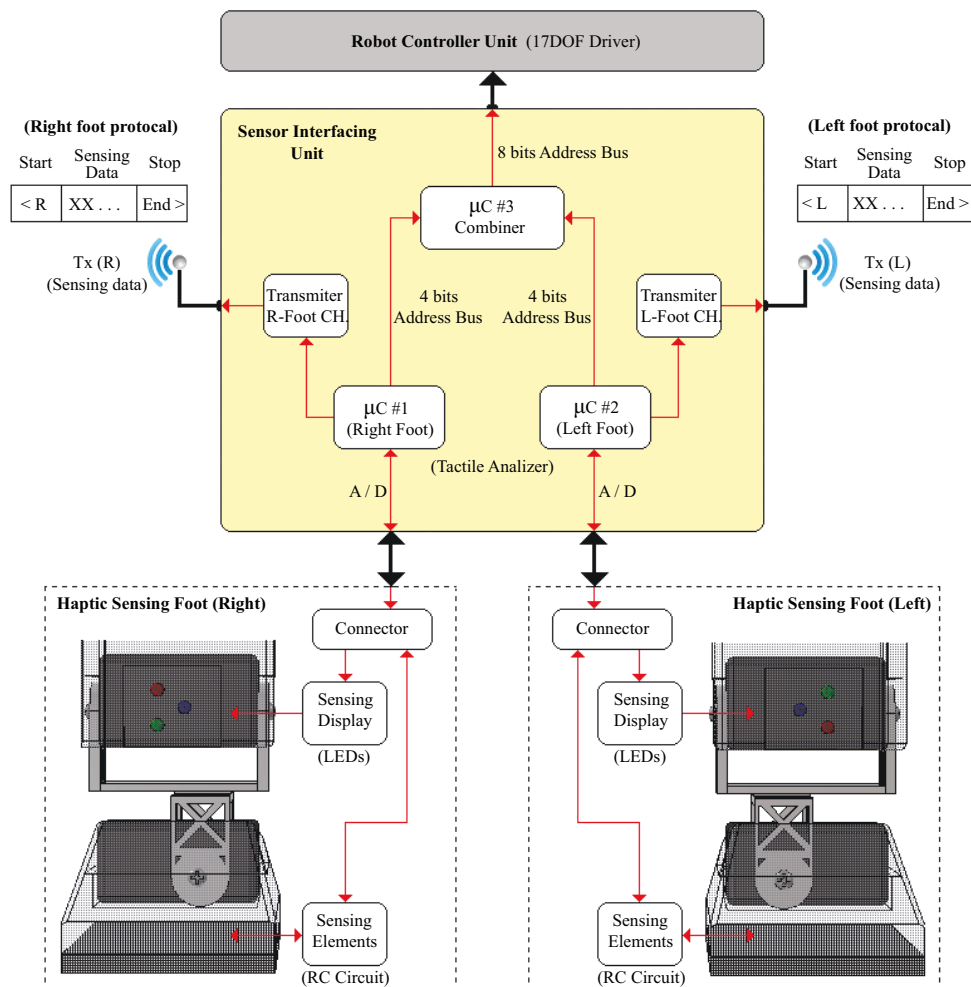 Robot Controller Unit (17DOF Driver)
(Right foot protocal)
Start
Sensing
Data
Stop
< R
XX . . .
End >
Tx (R)
(Sensing data)
Sensor Interfacing
Unit
8 bits Address Bus
μC #3
Combiner
(Left foot protocal)
Start
Sensing
Data
Stop
< L
XX . . .
End >
Tx (L)
(Sensing data)
Transmiter
R-Foot CH.
4 bits
Address Bus
4 bits
Address Bus
Transmiter
L-Foot CH.
μC #1
(Right Foot)
μC #2
(Left Foot)
(Tactile Analizer)
A / D
A / D
Haptic Sensing Foot (Right)
Connector
Sensing
Display
(LEDs)
Sensing
Elements
(RC Circuit)
Haptic Sensing Foot (Left)
Connector
Sensing
Display
(LEDs)
Sensing
Elements
(RC Circuit)